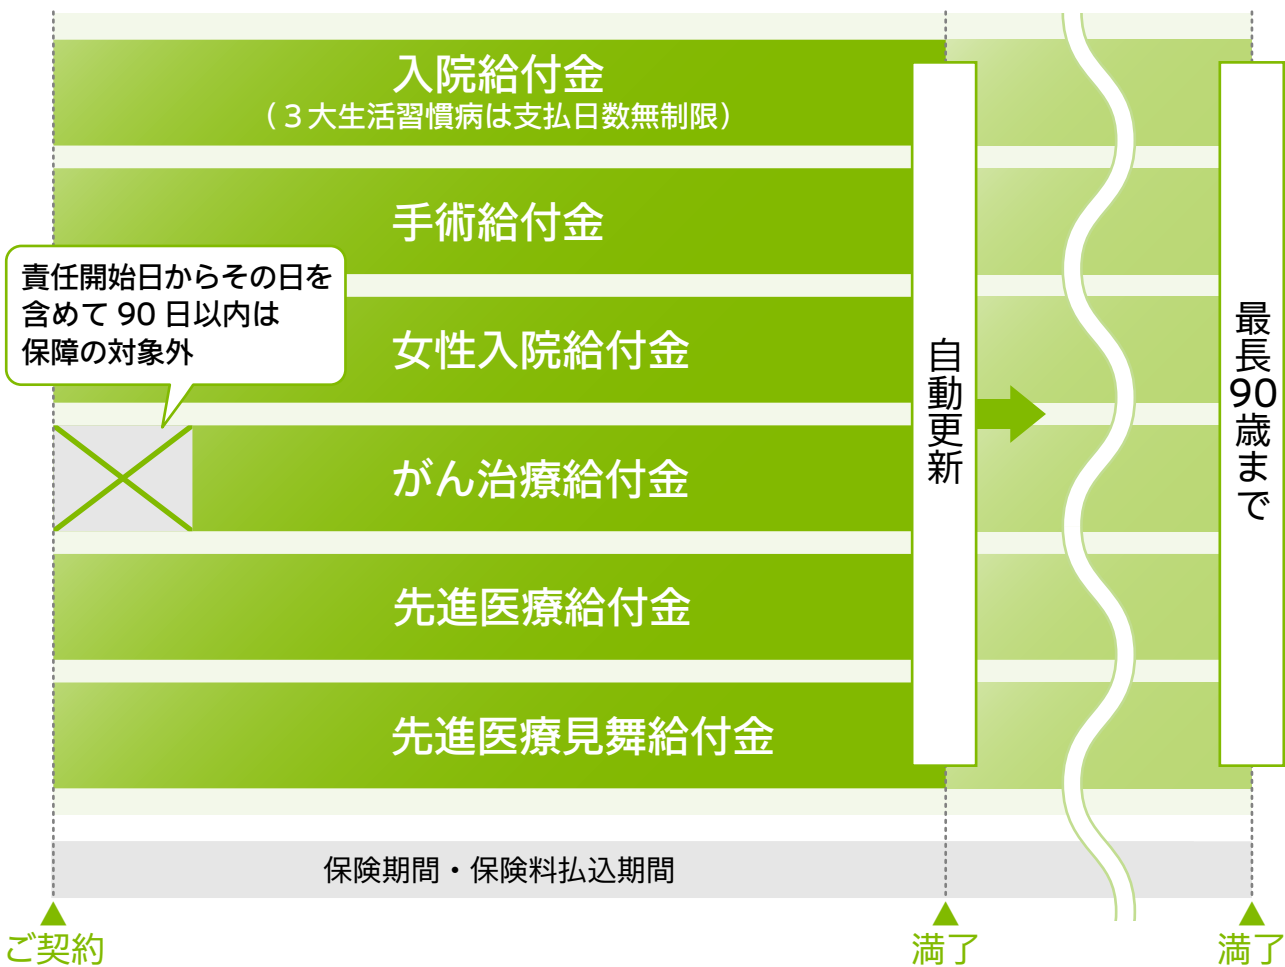 入院給付金
（３大生活習慣病は支払日数無制限）
手術給付金
責任開始日からその日を
含めて 90 日以内は
保障の対象外
女性入院給付金
がん治療給付金
先進医療給付金
先進医療見舞給付金
自動更新
最長90歳まで
保険期間・保険料払込期間
ご契約
満了
満了